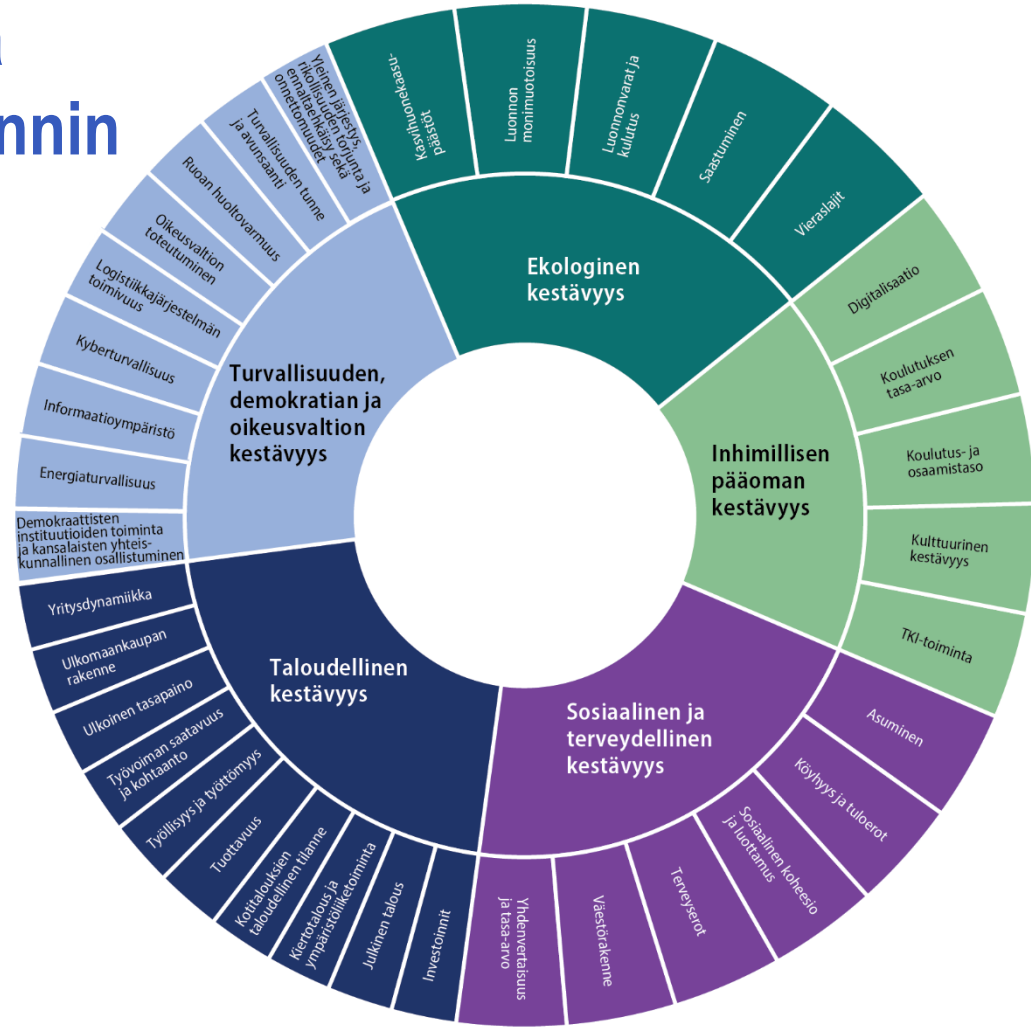 nnin
Ekologinen
kestävyys
Kasvihuonekaasu-
päästöt
Luonnon
monimuotoisuus
Luonnonvarat ja
kulutus
Saastuminen
Vieraslajit
Inhimillisen
pääoman
kestävyys
Digitalisaatio
Koulutuksen
tasa-arvo
Koulutus- ja
osaamistaso
Kulttuurinen
kestävyys
TKI-toiminta
Sosiaalinen ja
terveydellinen
kestävyys
Asuminen
Köyhyys ja tuloerot
Sosiaalinen koheesio
ja luottamus
Terveyserot
Väestörakenne
Yhdenvertaisuus
ja tasa-arvo
Taloudellinen
kestävyys
Investoinnit
Julkinen talous
Kiertotalous ja
ympäristöliiketoiminta
Kotitalouksien
taloudellinen tilanne
Tuottavuus
Työllisyys ja työttömyys
Työvoiman saatavuus
ja kohtaanto
Ulkoinen tasapaino
Ulkomaankaupan
rakenne
Yritysdynamiikka
Turvallisuuden,
demokratian ja
oikeusvaltion
kestävyys
Demokraattisten
instituutioiden toiminta
ja kansalaisten yhteis-
kunnallinen osallistuminen
Energiaturvallisuus
Informaatioympäristö
Kyberturvallisuus
Logistiikkajärjestelmän
toimivuus
Oikeusvaltion
toteutuminen
Ruoan huoltovarmuus
Turvallisuuden tunne
ja avunsaanti
Yleinen järjestys,
rikollisuuden torjunta ja
ennaltaehkäisy sekä
onnettomuudet